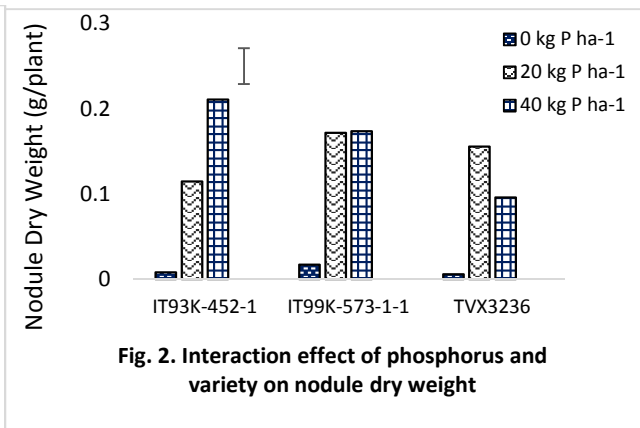 Nodule Dry Weight (g/plant)
0.3
0.2
0.1
0
0 kg P ha-1
20 kg P ha-1
40 kg P ha-1
IT93K-452-1 IT99K-573-1-1 TVX3236
Fig. 2. Interaction effect of phosphorus and
variety on nodule dry weight